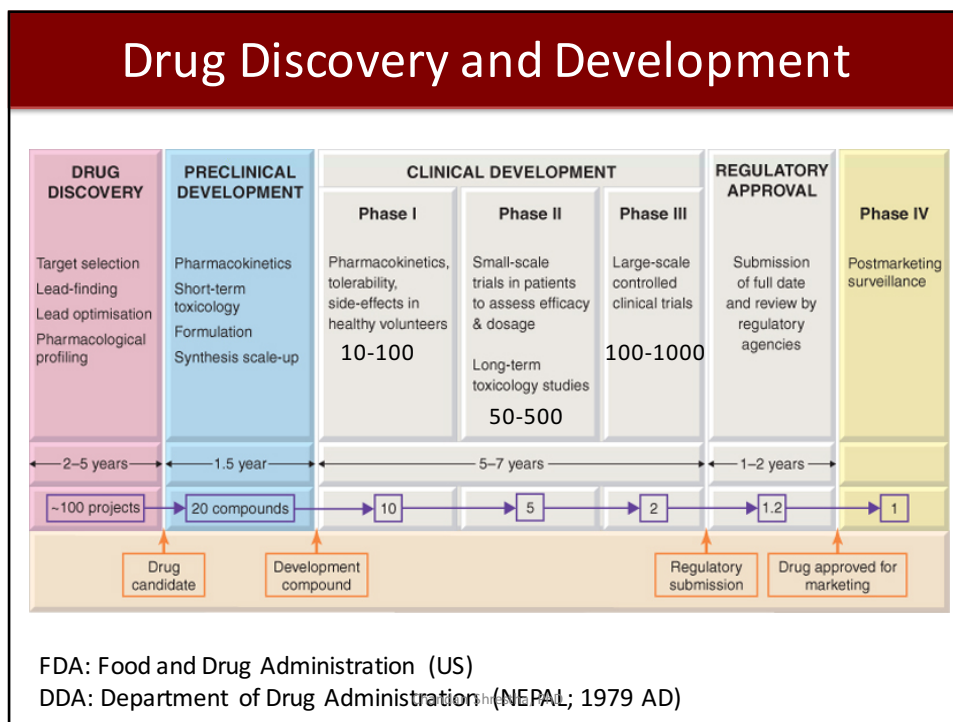 Drug Discovery and Development
DRUG
DISCOVERY
Target selection
Lead-finding
Lead optimisation
Pharmacological
profiling
PRECLINICAL
DEVELOPMENT
Pharmacokinetics
Short-term
toxicology
Formulation
Synthesis scale-up
CLINICAL DEVELOPMENT
Phase I
Pharmacokinetics,
tolerability,
side-effects in
healthy volunteers
10-100
Phase II
Small-scale
trials in patients
to assess efficacy
& dosage
Long-term
toxicology studies
50-500
Phase III
Large-scale
controlled
clinical trials
100-1000
REGULATORY
APPROVAL
Submission
of full date
and review by
regulatory
agencies
Phase IV
Postmarketing
surveillance
2–5 years
1.5 year
5–7 years
1–2 years
~100 projects
20 compounds
10
5
2
1.2
1
Drug
candidate
Development
compound
Regulatory
submission
Drug approved for
marketing
FDA: Food and Drug Administration (US)
DDA: Department of Drug Administration (NEPAL; 1979 AD)